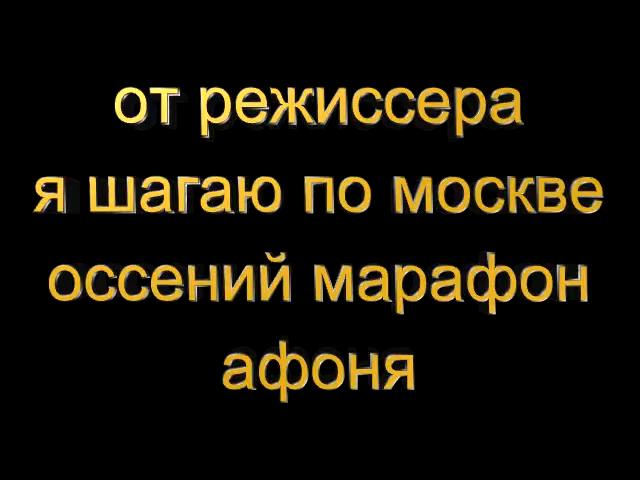 от режиссера
я шагаю по москве
оссений марафон
афоня